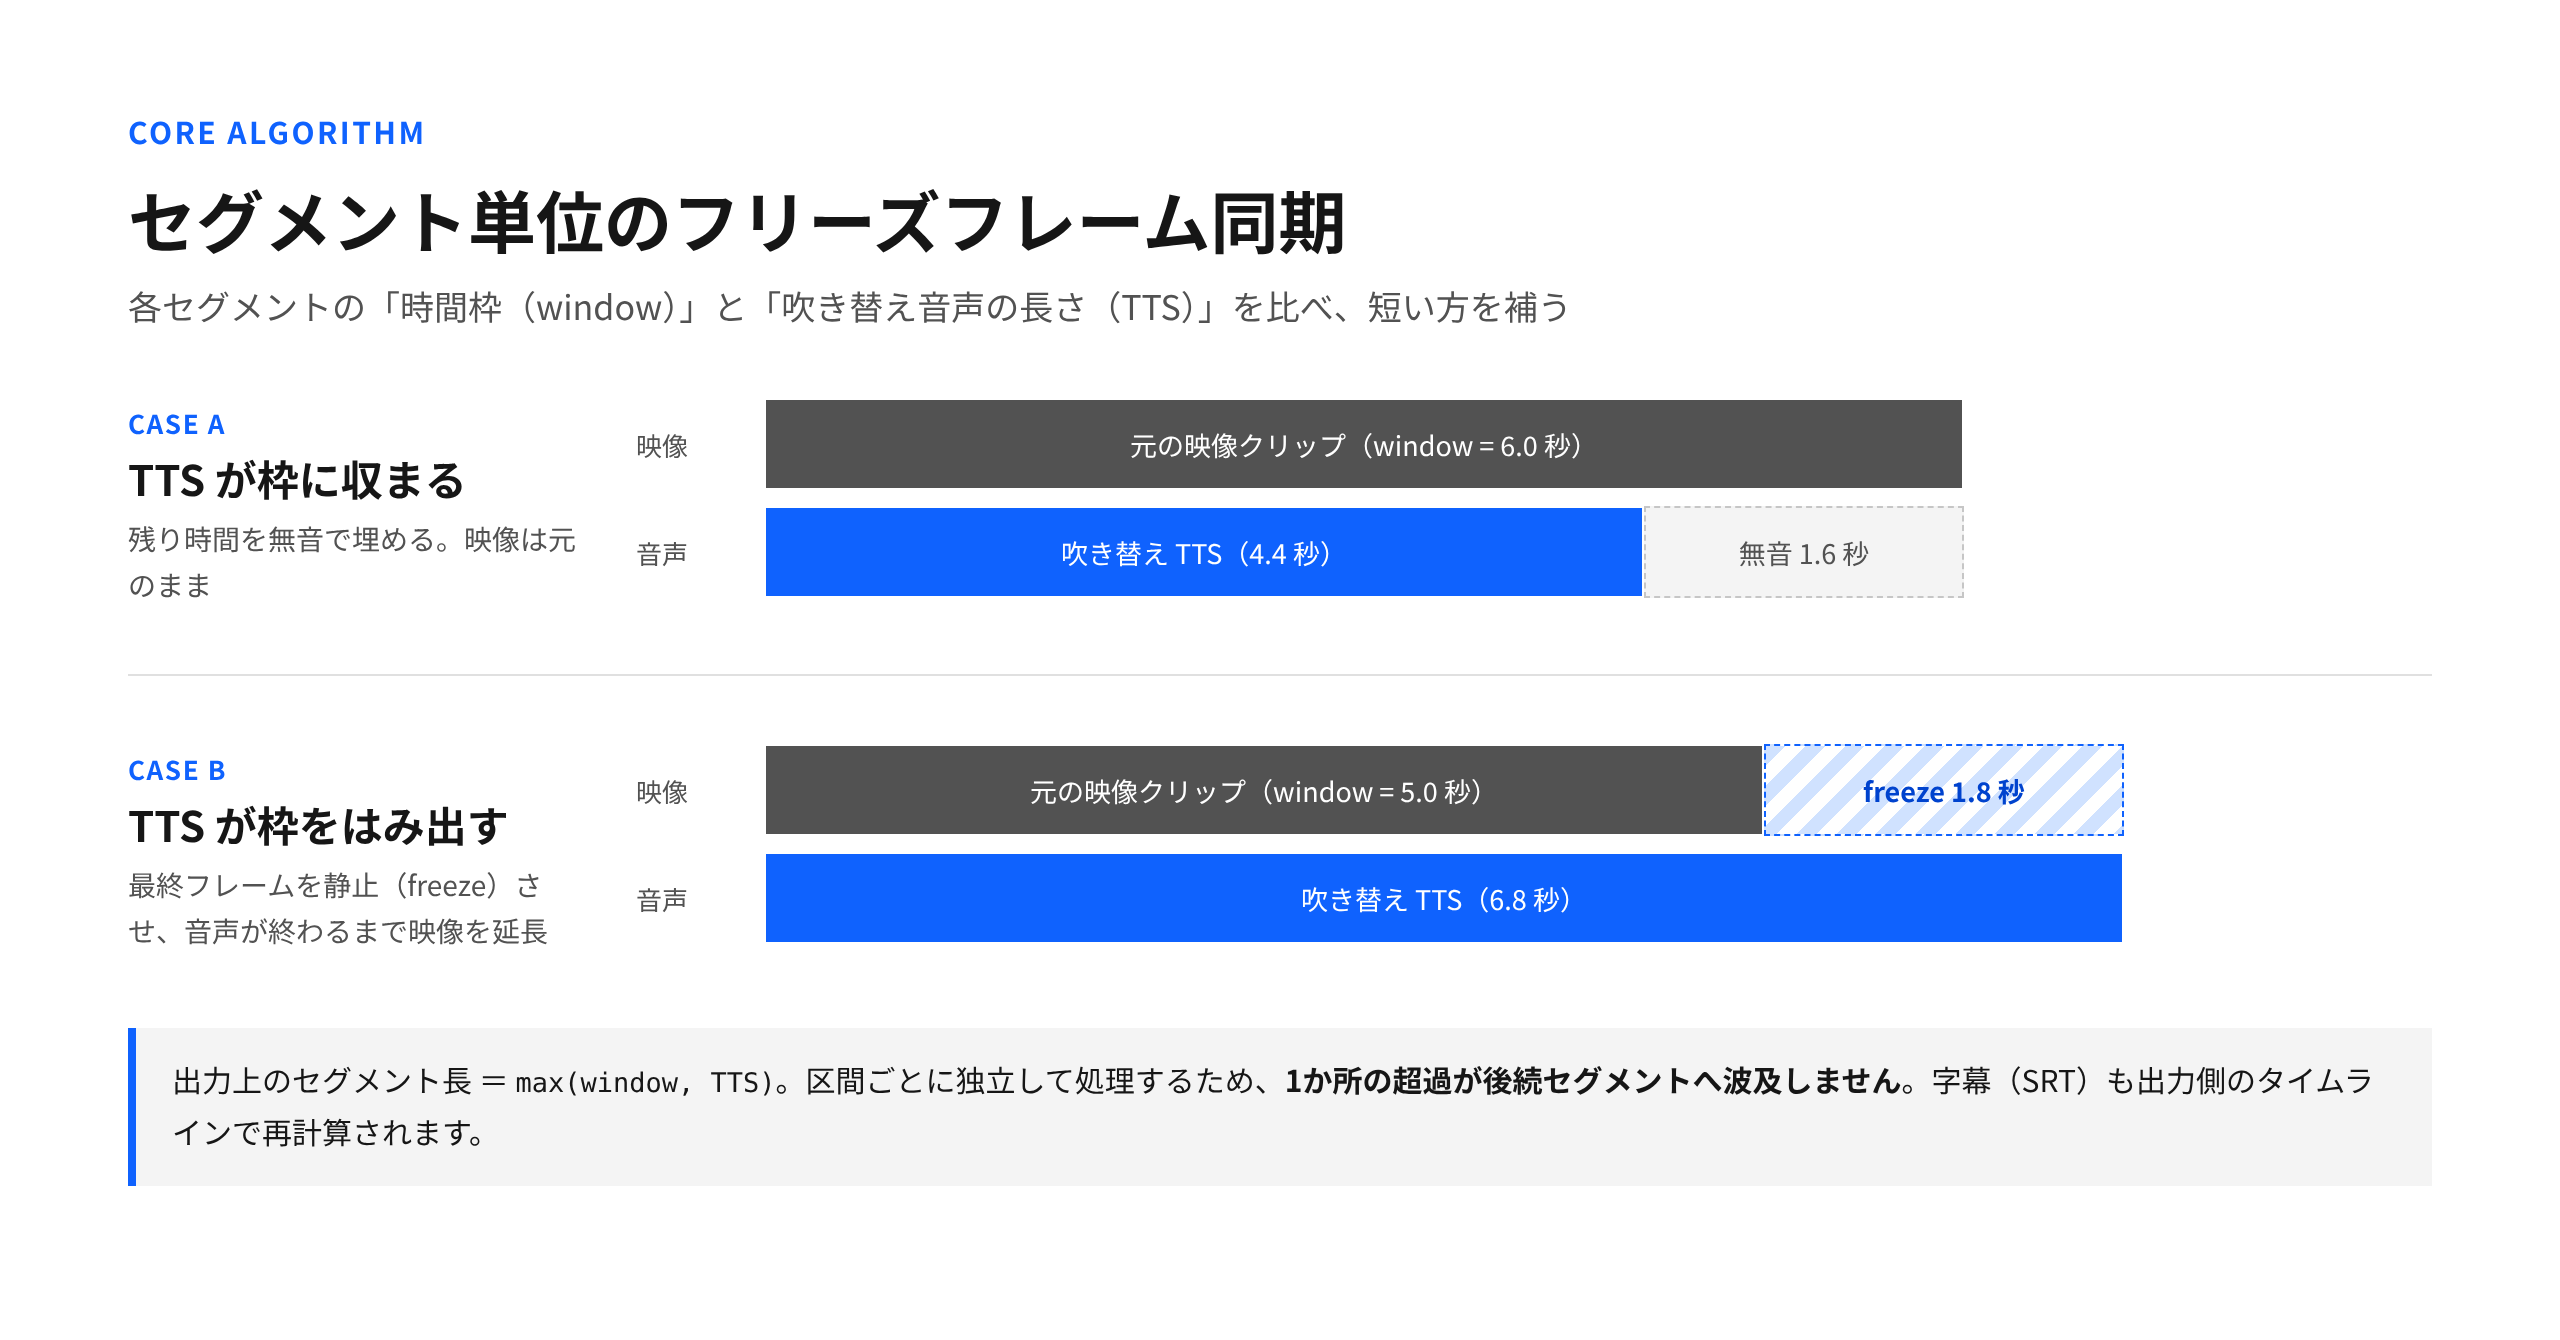 CORE ALGORITHM
セグメント単位のフリーズフレーム同期
各セグメントの「時間枠（window）」と「吹き替え音声の長さ（TTS）」を比べ、短い方を補う
CASE A
TTS が枠に収まる
残り時間を無音で埋める。映像は元
のまま
映像
元の映像クリップ（window = 6.0 秒）
音声
吹き替え TTS（4.4 秒）
無音 1.6 秒
CASE B
TTS が枠をはみ出す
最終フレームを静止（freeze）さ
せ、音声が終わるまで映像を延長
映像
元の映像クリップ（window = 5.0 秒）
freeze 1.8 秒
音声
吹き替え TTS（6.8 秒）
出力上のセグメント長 ＝ max(window, TTS)。区間ごとに独立して処理するため、1か所の超過が後続セグメントへ波及しません。字幕（SRT）も出力側のタイムラ
インで再計算されます。